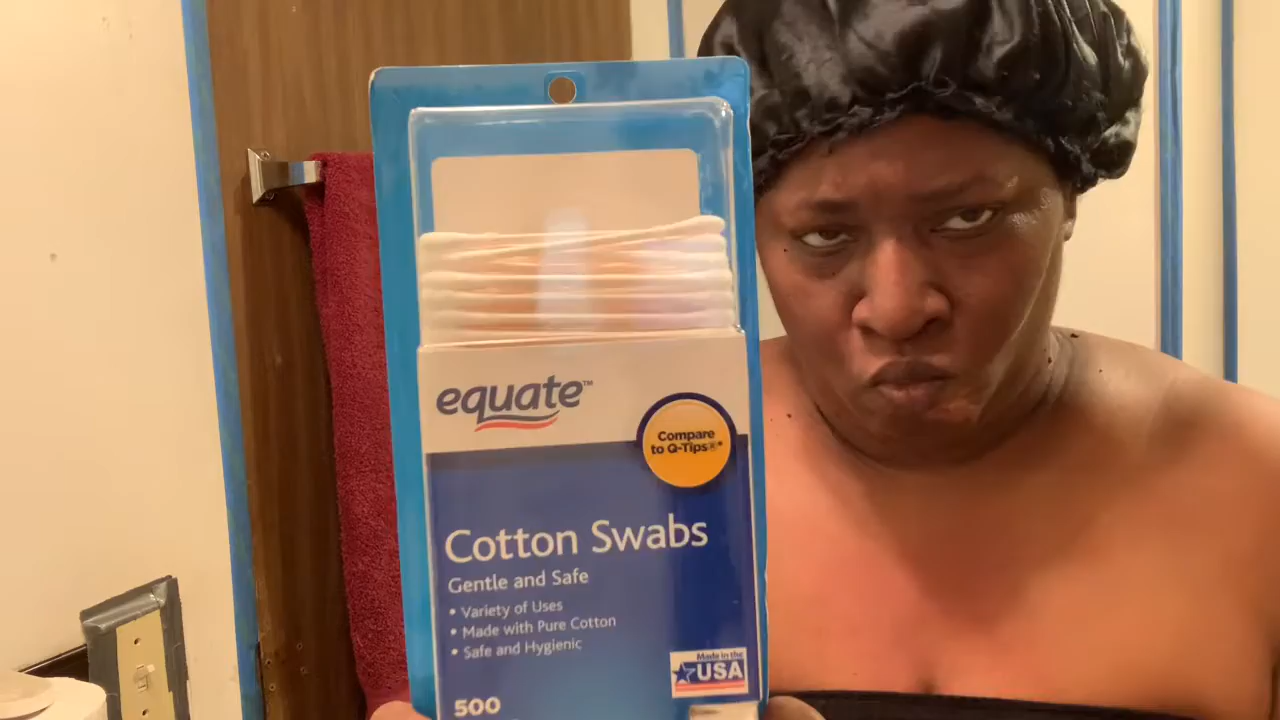 equate™
Compare
to Q-Tips®*
Cotton Swabs
Gentle and Safe
• Variety of Uses
• Made with Pure Cotton
• Safe and Hygienic
Made in the
USA
500